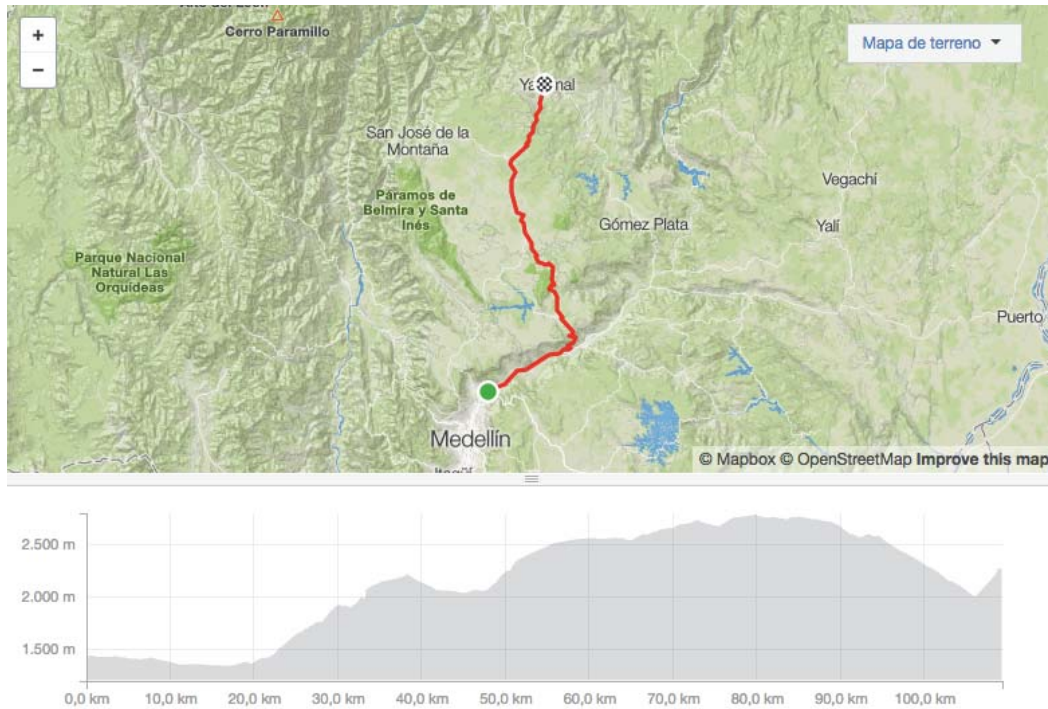 +
−
Cerro Paramillo
Mapa de terreno
San José de la
Montaña
Páramos de
Belmira y Santa
Inés
Vegachí
Gómez Plata
Yalí
Parque Nacional
Natural Las
Orquídeas
Puerto
Medellín
© Mapbox © OpenStreetMap Improve this map
2.500 m
2.000 m
1.500 m
0,0 km 10,0 km 20,0 km 30,0 km 40,0 km 50,0 km 60,0 km 70,0 km 80,0 km 90,0 km 100,0 km